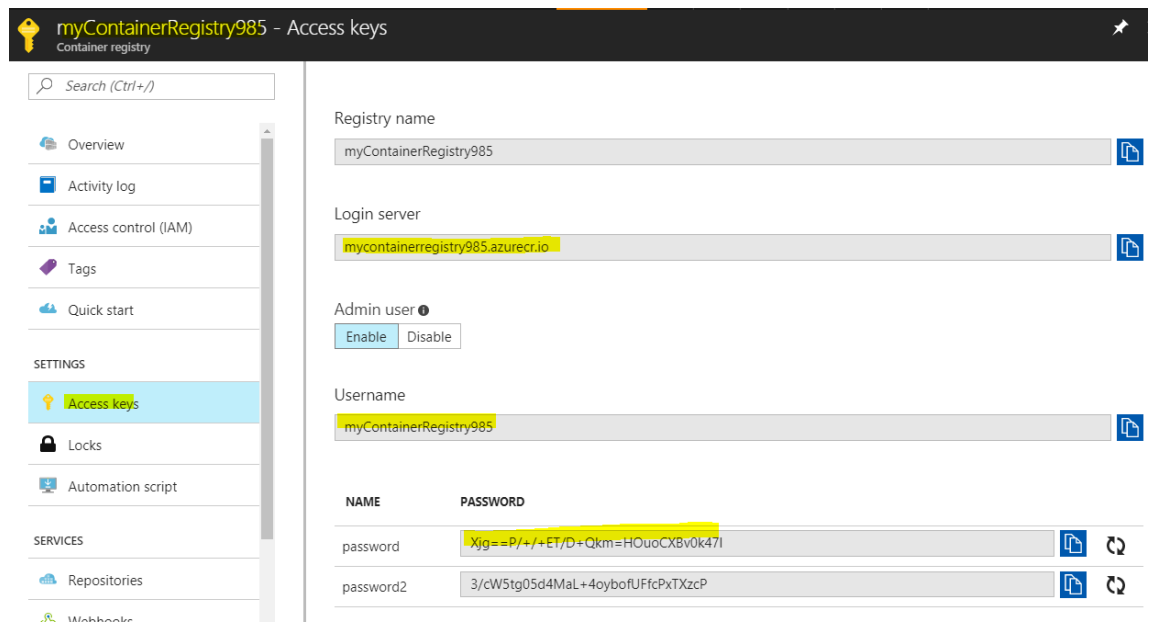 myContainerRegistry985 - Access keys
Container registry
Search (Ctrl+/)
Overview
Activity log
Access control (IAM)
Tags
Quick start
SETTINGS
Access keys
Locks
Automation script
SERVICES
Repositories
Webhooks
Registry name
myContainerRegistry985
Login server
mycontainerregistry985.azurecr.io
Admin user
Enable Disable
Username
myContainerRegistry985
NAME PASSWORD
password Xjg==P/+/+ET/D+Qkm=HOuoCXBv0k47I
password2 3/cW5tg05d4MaL+4oybofUFfcPxTXzcP